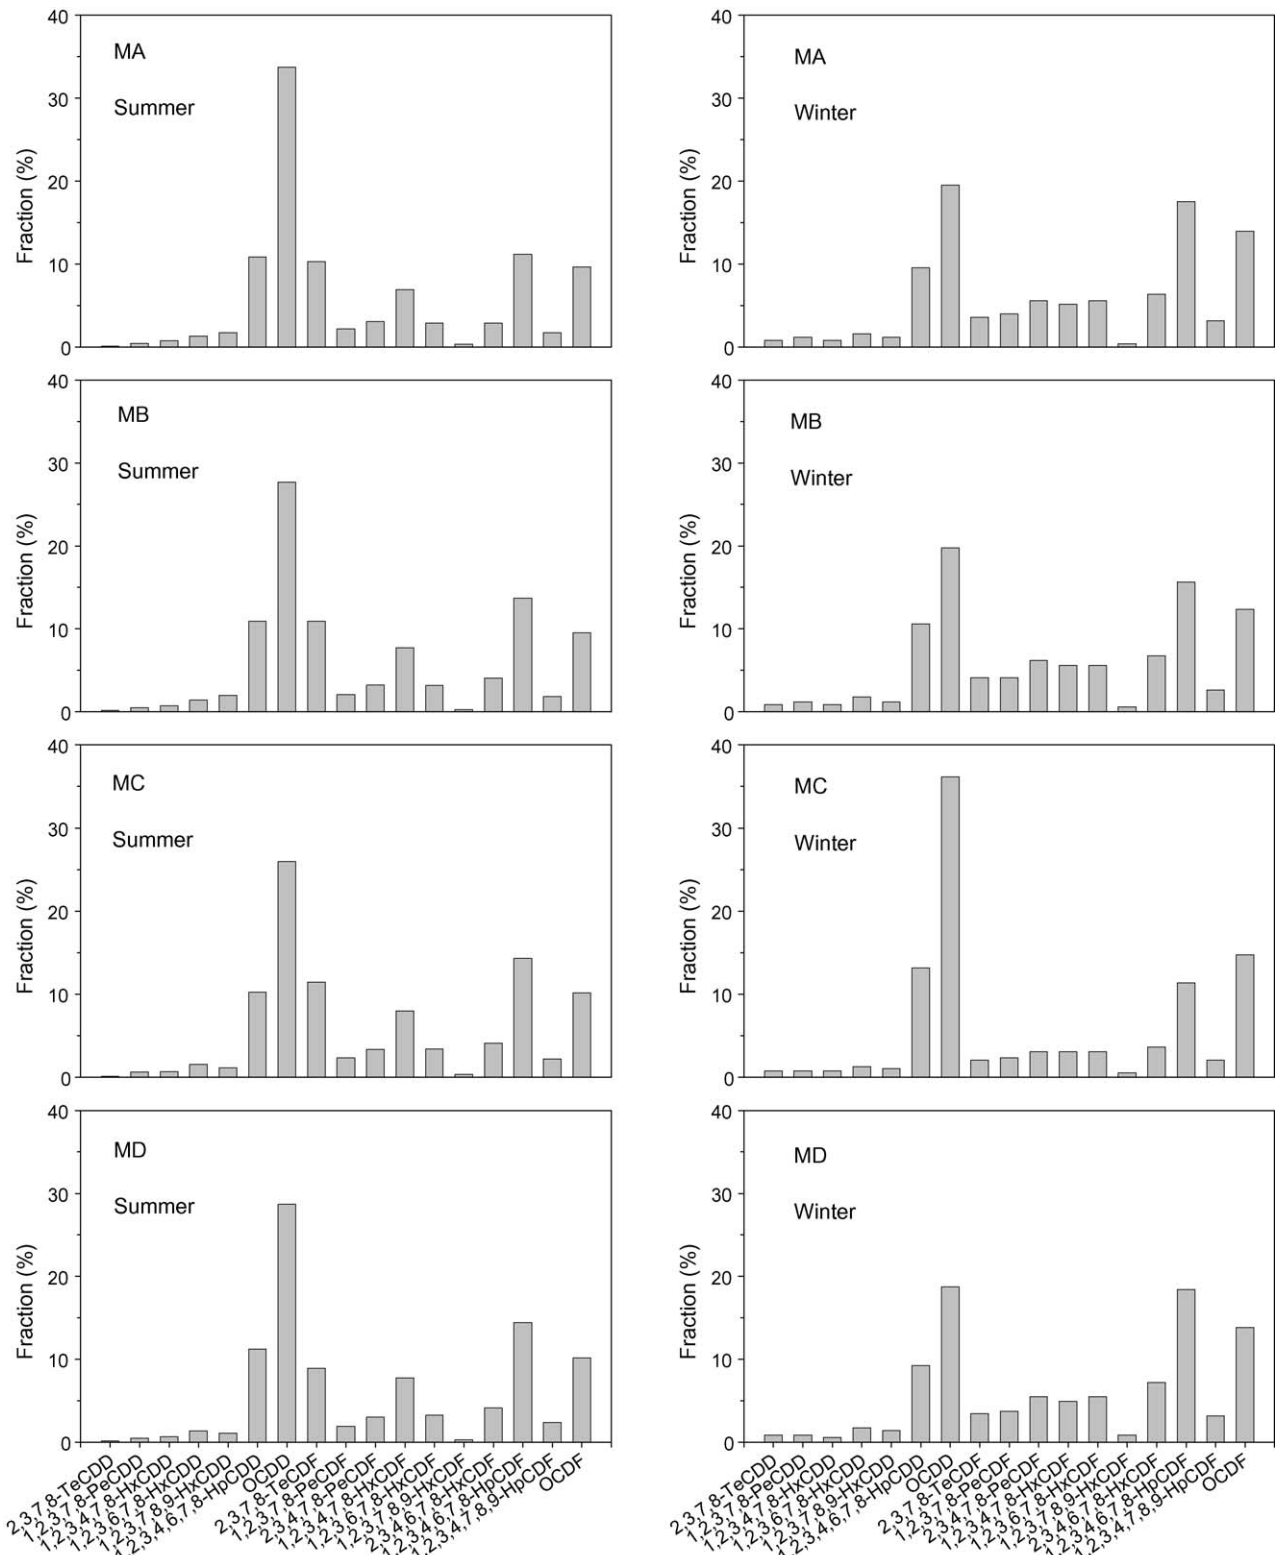 40
30
20
10
0
Fraction (%)
MA
Summer
40
30
20
10
0
Fraction (%)
MA
Winter
40
30
20
10
0
Fraction (%)
MB
Summer
40
30
20
10
0
Fraction (%)
MB
Winter
40
30
20
10
0
Fraction (%)
MC
Summer
40
30
20
10
0
Fraction (%)
MC
Winter
40
30
20
10
0
Fraction (%)
MD
Summer
2,3,7,8-TeCDD
1,2,3,7,8-PeCDD
1,2,3,4,7,8-HxCDD
1,2,3,6,7,8-HxCDD
1,2,3,7,8,9-HxCDD
1,2,3,4,6,7,8-HpCDD
OCDD
2,3,7,8-TeCDF
1,2,3,7,8-PeCDF
2,3,4,7,8-PeCDF
1,2,3,4,7,8-HxCDF
1,2,3,6,7,8-HxCDF
1,2,3,7,8,9-HxCDF
2,3,4,6,7,8-HxCDF
1,2,3,4,6,7,8-HpCDF
1,2,3,4,7,8,9-HpCDF
OCDF
40
30
20
10
0
Fraction (%)
MD
Winter
2,3,7,8-TeCDD
1,2,3,7,8-PeCDD
1,2,3,4,7,8-HxCDD
1,2,3,6,7,8-HxCDD
1,2,3,7,8,9-HxCDD
1,2,3,4,6,7,8-HpCDD
OCDD
2,3,7,8-TeCDF
1,2,3,7,8-PeCDF
2,3,4,7,8-PeCDF
1,2,3,4,7,8-HxCDF
1,2,3,6,7,8-HxCDF
1,2,3,7,8,9-HxCDF
2,3,4,6,7,8-HxCDF
1,2,3,4,6,7,8-HpCDF
1,2,3,4,7,8,9-HpCDF
OCDF